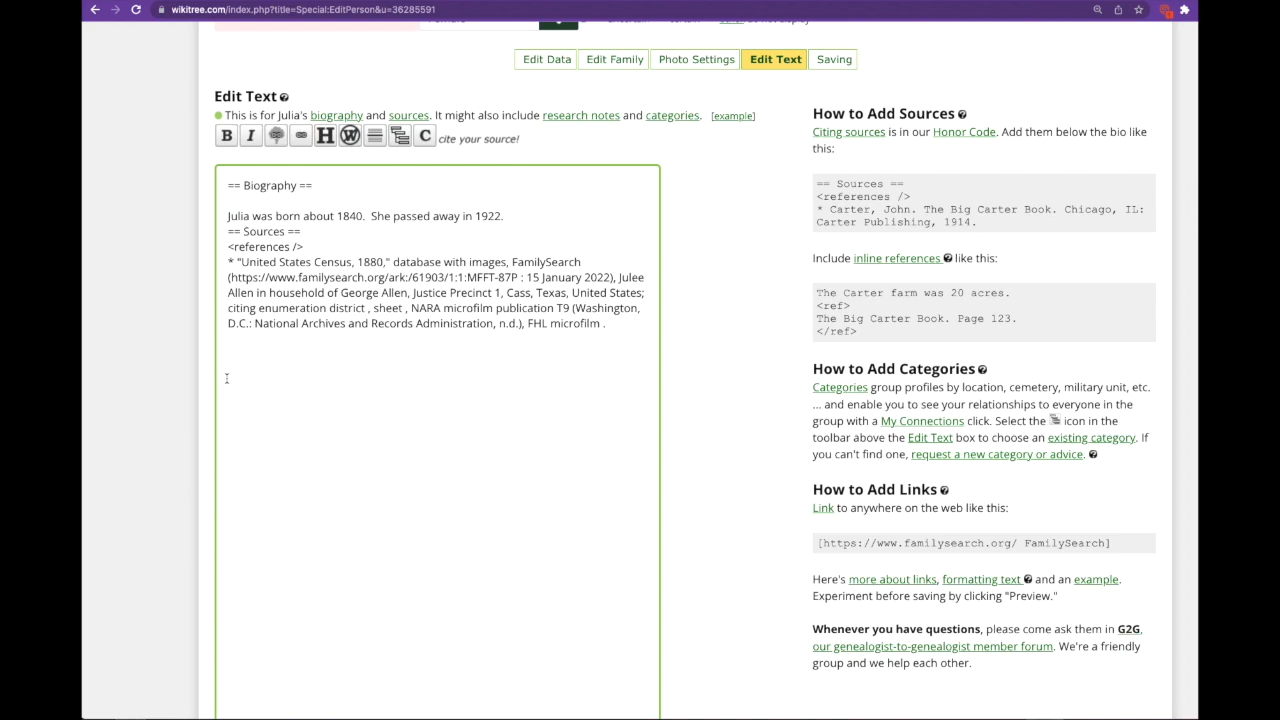 wikitree.com/index.php?title=Special:EditPerson&u=36285591
Edit Data Edit Family Photo Settings Edit Text Saving
Edit Text
This is for Julia's biography and sources. It might also include research notes and categories. [example]
B I H W C cite your source!
== Biography ==
Julia was born about 1840.  She passed away in 1922.
== Sources ==
<references />
* "United States Census, 1880," database with images, FamilySearch
(https://www.familysearch.org/ark:/61903/1:1:MFFT-87P : 15 January 2022), Julee
Allen in household of George Allen, Justice Precinct 1, Cass, Texas, United States;
citing enumeration district , sheet , NARA microfilm publication T9 (Washington,
D.C.: National Archives and Records Administration, n.d.), FHL microfilm .
How to Add Sources
Citing sources is in our Honor Code. Add them below the bio like
this:
== Sources ==
<references />
* Carter, John. The Big Carter Book. Chicago, IL:
Carter Publishing, 1914.
Include inline references like this:
The Carter farm was 20 acres.
<ref>
The Big Carter Book. Page 123.
</ref>
How to Add Categories
Categories group profiles by location, cemetery, military unit, etc.
... and enable you to see your relationships to everyone in the
group with a My Connections click. Select the icon in the
toolbar above the Edit Text box to choose an existing category. If
you can't find one, request a new category or advice.
How to Add Links
Link to anywhere on the web like this:
[https://www.familysearch.org/ FamilySearch]
Here's more about links, formatting text and an example.
Experiment before saving by clicking "Preview."
Whenever you have questions, please come ask them in G2G,
our genealogist-to-genealogist member forum. We're a friendly
group and we help each other.